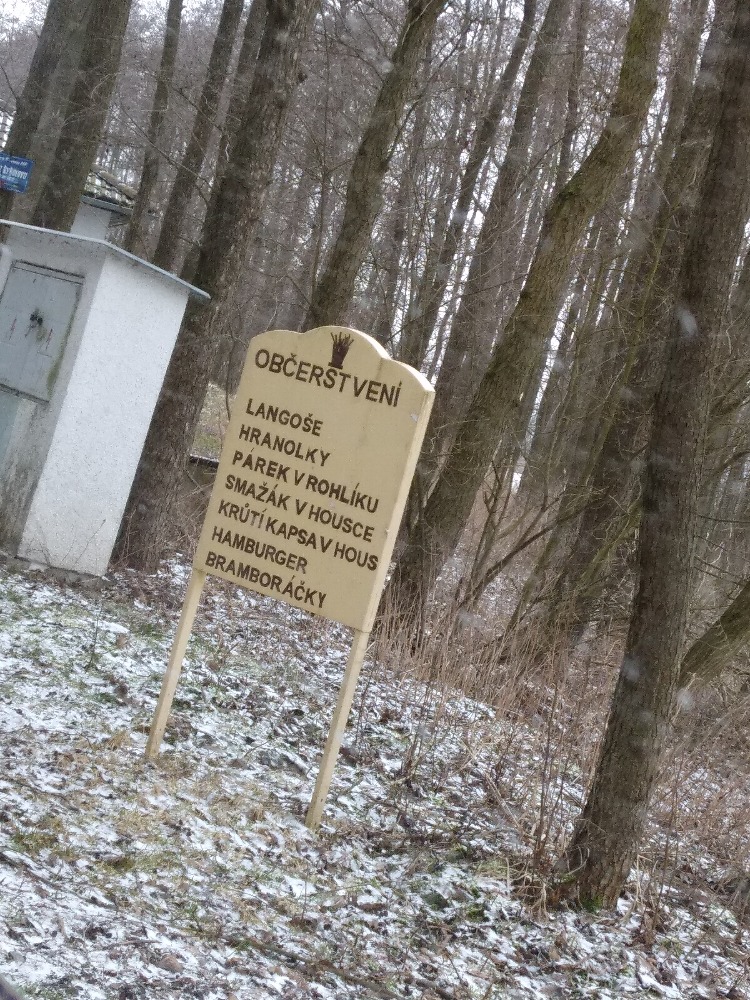 OBČERSTVENÍ
LANGOŠE
HRANOLKY
PÁREK V ROHLÍKU
SMAŽÁK V HOUSCE
KRŮTÍ KAPSA V HOUS
HAMBURGER
BRAMBORÁČKY